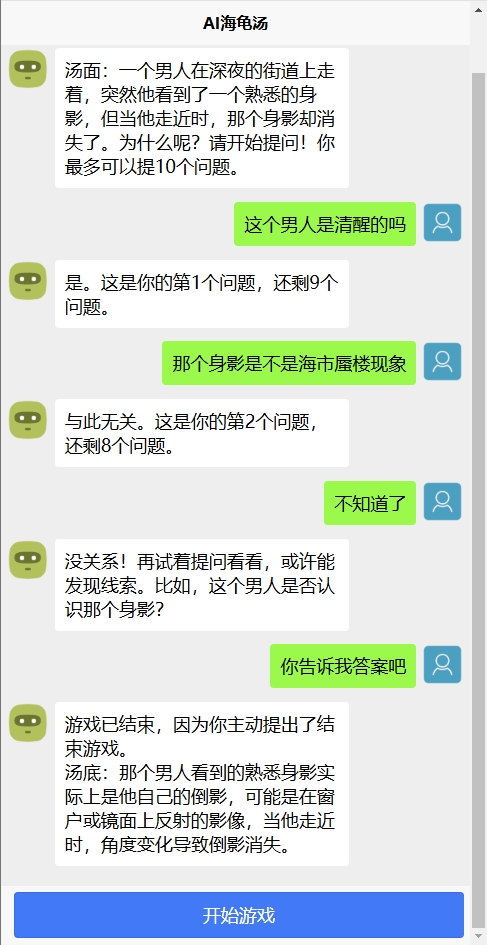 AI海龟汤
汤面：一个男人在深夜的街道上走
着，突然他看到了一个熟悉的身
影，但当他走近时，那个身影却消
失了。为什么呢？请开始提问！你
最多可以提10个问题。
这个男人是清醒的吗
是。这是你的第1个问题，还剩9个
问题。
那个身影是不是海市蜃楼现象
与此无关。这是你的第2个问题，
还剩8个问题。
不知道了
没关系！再试着提问看看，或许能
发现线索。比如，这个男人是否认
识那个身影？
你告诉我答案吧
游戏已结束，因为你主动提出了结
束游戏。
汤底：那个男人看到的熟悉身影实
际上是他自己的倒影，可能是在窗
户或镜面上反射的影像，当他走近
时，角度变化导致倒影消失。
开始游戏